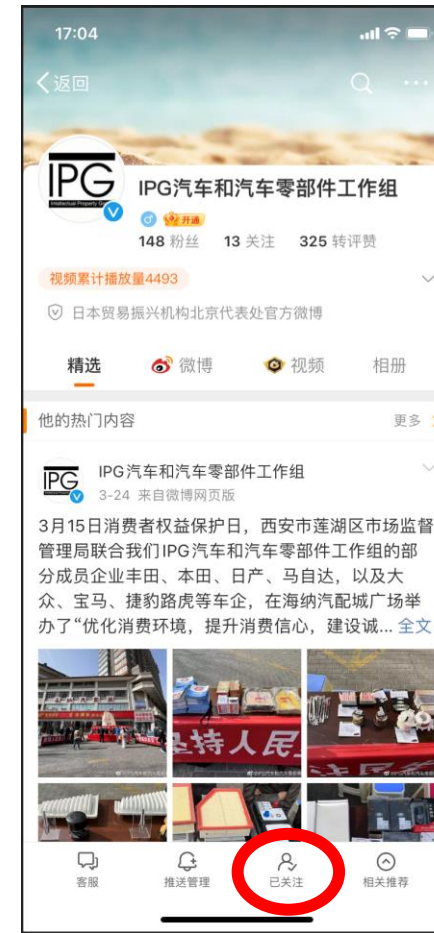 17:04
返回
IPG
Intellectual Property Group
IPG汽车和汽车零部件工作组
开通
148 粉丝 13 关注 325 转评赞
视频累计播放量4493
日本贸易振兴机构北京代表处官方微博
精选 微博 视频 相册
他的热门内容 更多
IPG
IPG汽车和汽车零部件工作组
3-24 来自微博网页版
3月15日消费者权益保护日，西安市莲湖区市场监督
管理局联合我们IPG汽车和汽车零部件工作组的部
分成员企业丰田、本田、日产、马自达，以及大
众、宝马、捷豹路虎等车企，在海纳汽配城广场举
办了“优化消费环境，提升消费信心，建设诚... 全文
坚持人民
客服 推送管理 已关注 相关推荐